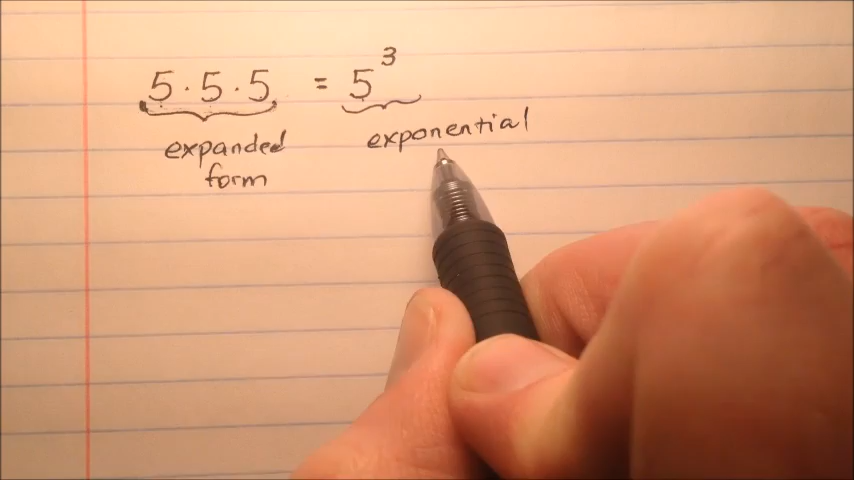 5 · 5 · 5 = 5³
expanded exponential
form